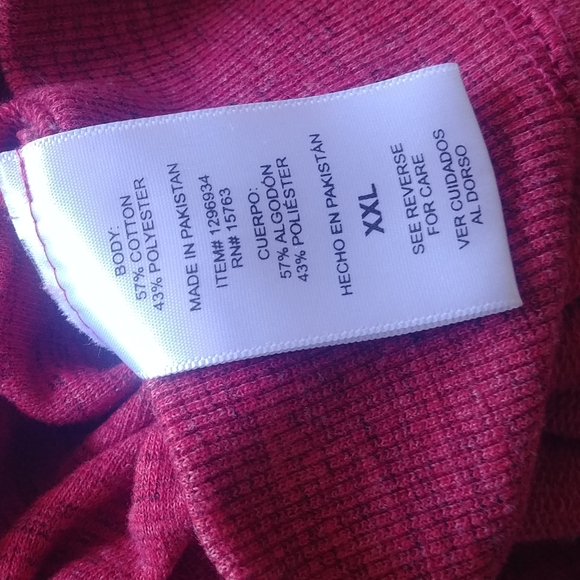 BODY:
57% COTTON
43% POLYESTER
MADE IN PAKISTAN
ITEM# 1296934
RN# 15763
CUERPO:
57% ALGODÓN
43% POLIÉSTER
HECHO EN PAKISTÁN
XXL
SEE REVERSE
FOR CARE
VER CUIDADOS
AL DORSO